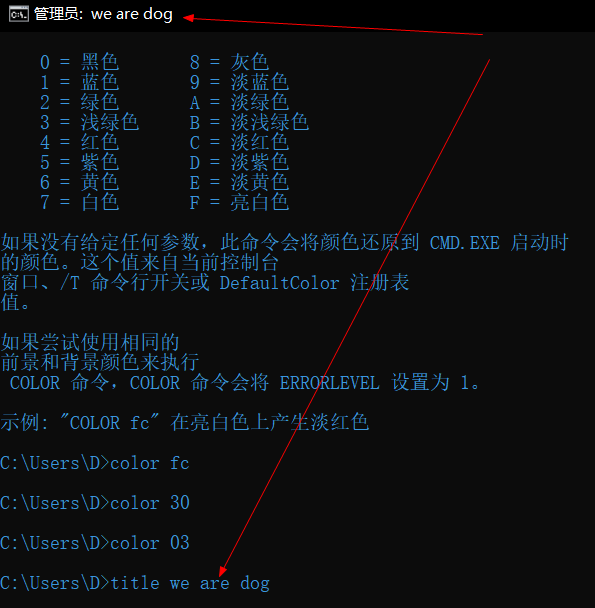 管理员: we are dog
0 = 黑色 8 = 灰色
1 = 蓝色 9 = 淡蓝色
2 = 绿色 A = 淡绿色
3 = 浅绿色 B = 淡浅绿色
4 = 红色 C = 淡红色
5 = 紫色 D = 淡紫色
6 = 黄色 E = 淡黄色
7 = 白色 F = 亮白色
如果没有给定任何参数，此命令会将颜色还原到 CMD.EXE 启动时
的颜色。这个值来自当前控制台
窗口、/T 命令行开关或 DefaultColor 注册表
值。
如果尝试使用相同的
前景和背景颜色来执行
COLOR 命令，COLOR 命令会将 ERRORLEVEL 设置为 1。
示例: "COLOR fc" 在亮白色上产生淡红色
C:\Users\D>color fc
C:\Users\D>color 30
C:\Users\D>color 03
C:\Users\D>title we are dog